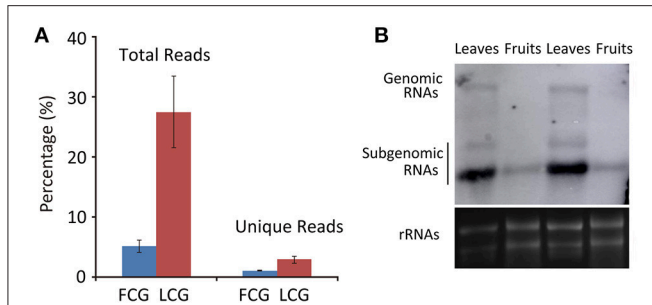 A
Percentage (%)
40
30
20
10
0
Total Reads
Unique Reads
FCG LCG FCG LCG
B
Leaves Fruits Leaves Fruits
Genomic
RNAs
Subgenomic
RNAs
rRNAs